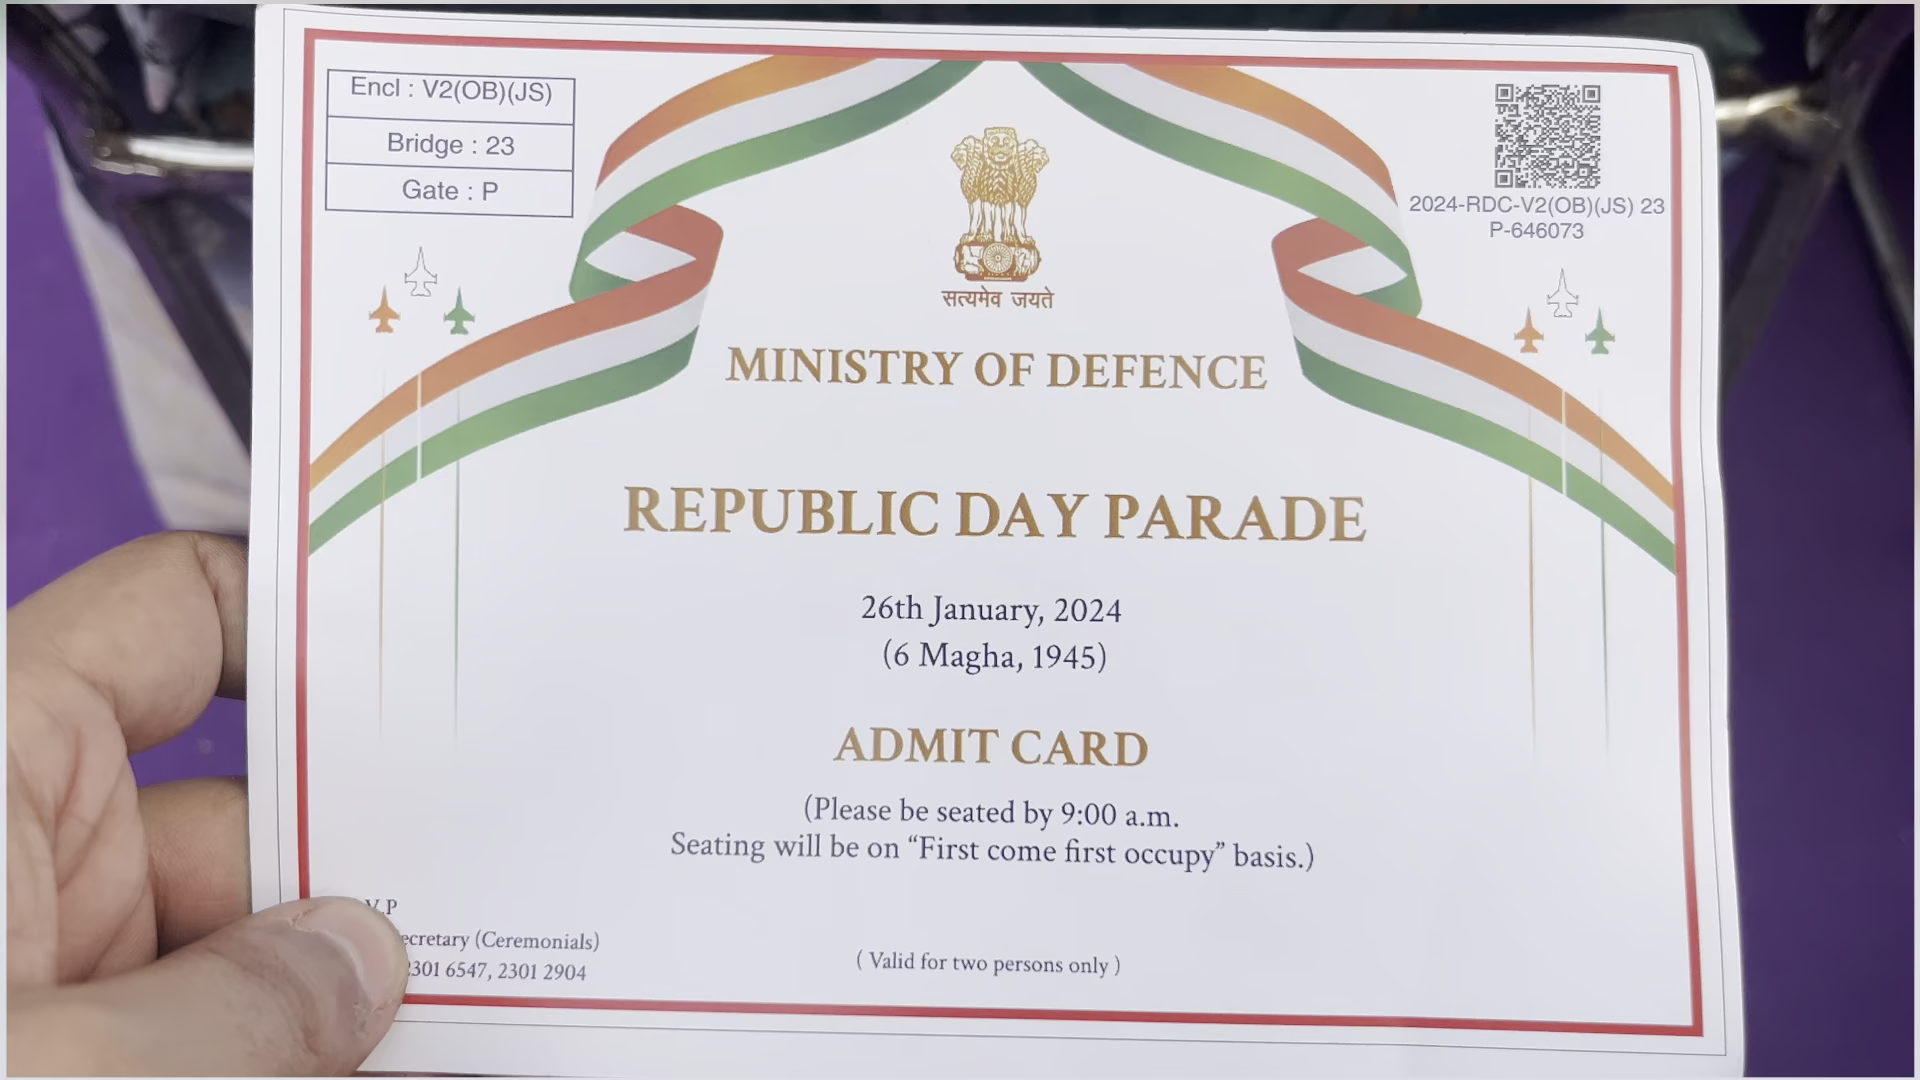 Encl : V2(OB)(JS)
Bridge : 23
Gate : P
2024-RDC-V2(OB)(JS) 23
P-646073
सत्यमेव जयते
MINISTRY OF DEFENCE
REPUBLIC DAY PARADE
26th January, 2024
(6 Magha, 1945)
ADMIT CARD
(Please be seated by 9:00 a.m.
Seating will be on “First come first occupy” basis.)
V.P
(Ceremonials)
2301 6547, 2301 2904
( Valid for two persons only )